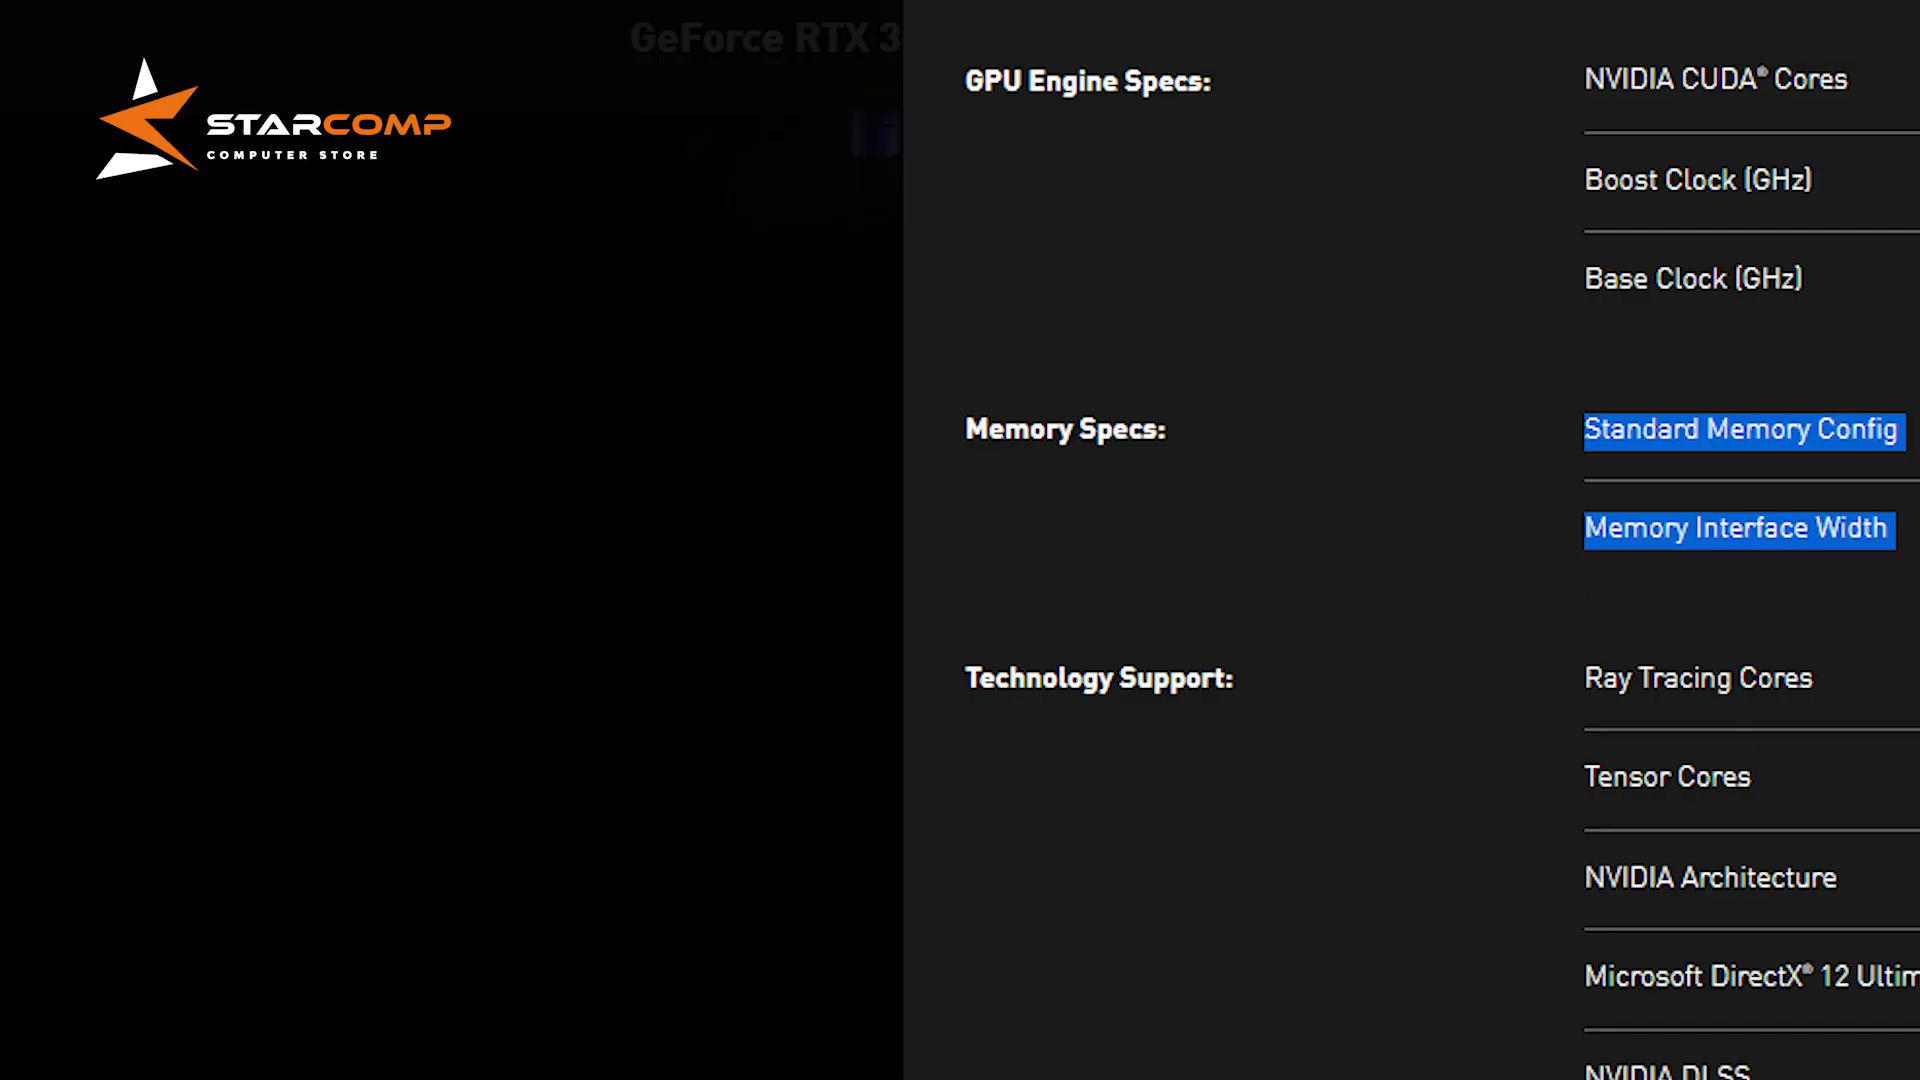 GeForce RTX 3
STARCOMP
COMPUTER STORE
GPU Engine Specs:
NVIDIA CUDA® Cores
Boost Clock (GHz)
Base Clock (GHz)
Memory Specs:
Standard Memory Config
Memory Interface Width
Technology Support:
Ray Tracing Cores
Tensor Cores
NVIDIA Architecture
Microsoft DirectX® 12 Ultim
NVIDIA DLSS